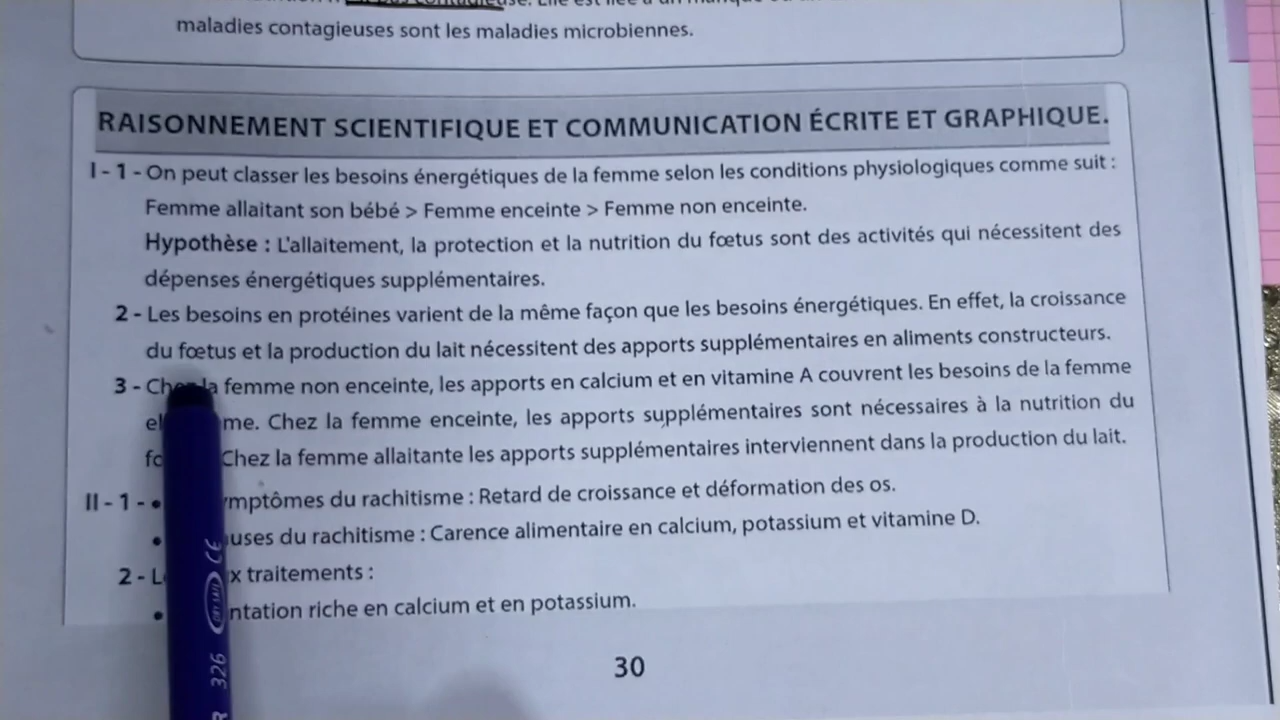 maladies contagieuses sont les maladies microbiennes.
RAISONNEMENT SCIENTIFIQUE ET COMMUNICATION ÉCRITE ET GRAPHIQUE.
I - 1 - On peut classer les besoins énergétiques de la femme selon les conditions physiologiques comme suit :
Femme allaitant son bébé > Femme enceinte > Femme non enceinte.
Hypothèse : L'allaitement, la protection et la nutrition du fœtus sont des activités qui nécessitent des
dépenses énergétiques supplémentaires.
2 - Les besoins en protéines varient de la même façon que les besoins énergétiques. En effet, la croissance
du fœtus et la production du lait nécessitent des apports supplémentaires en aliments constructeurs.
3 - Chez la femme non enceinte, les apports en calcium et en vitamine A couvrent les besoins de la femme
me. Chez la femme enceinte, les apports supplémentaires sont nécessaires à la nutrition du
Chez la femme allaitante les apports supplémentaires interviennent dans la production du lait.
II - 1 - • mptômes du rachitisme : Retard de croissance et déformation des os.
• uses du rachitisme : Carence alimentaire en calcium, potassium et vitamine D.
2 - L x traitements :
• ntation riche en calcium et en potassium.
30
326 CE